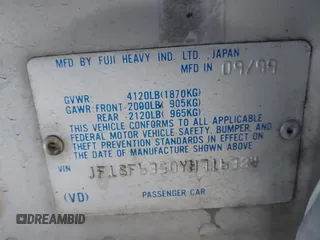 MFD BY FUJI HEAVY IND. LTD., JAPAN
MFD IN 09/99
GVWR: 4120LB(1870KG)
GAWR:FRONT-2000LB( 905KG)
REAR -2120LB( 965KG)
THIS VEHICLE CONFORMS TO ALL APPLICABLE
FEDERAL MOTOR VEHICLE SAFETY, BUMPER, AND
THEFT PREVENTION STANDARDS IN EFFECT ON
THE DATE OF MANUFACTURE SHOWN ABOVE.
VIN
(VD) PASSENGER CAR
DREAMBID